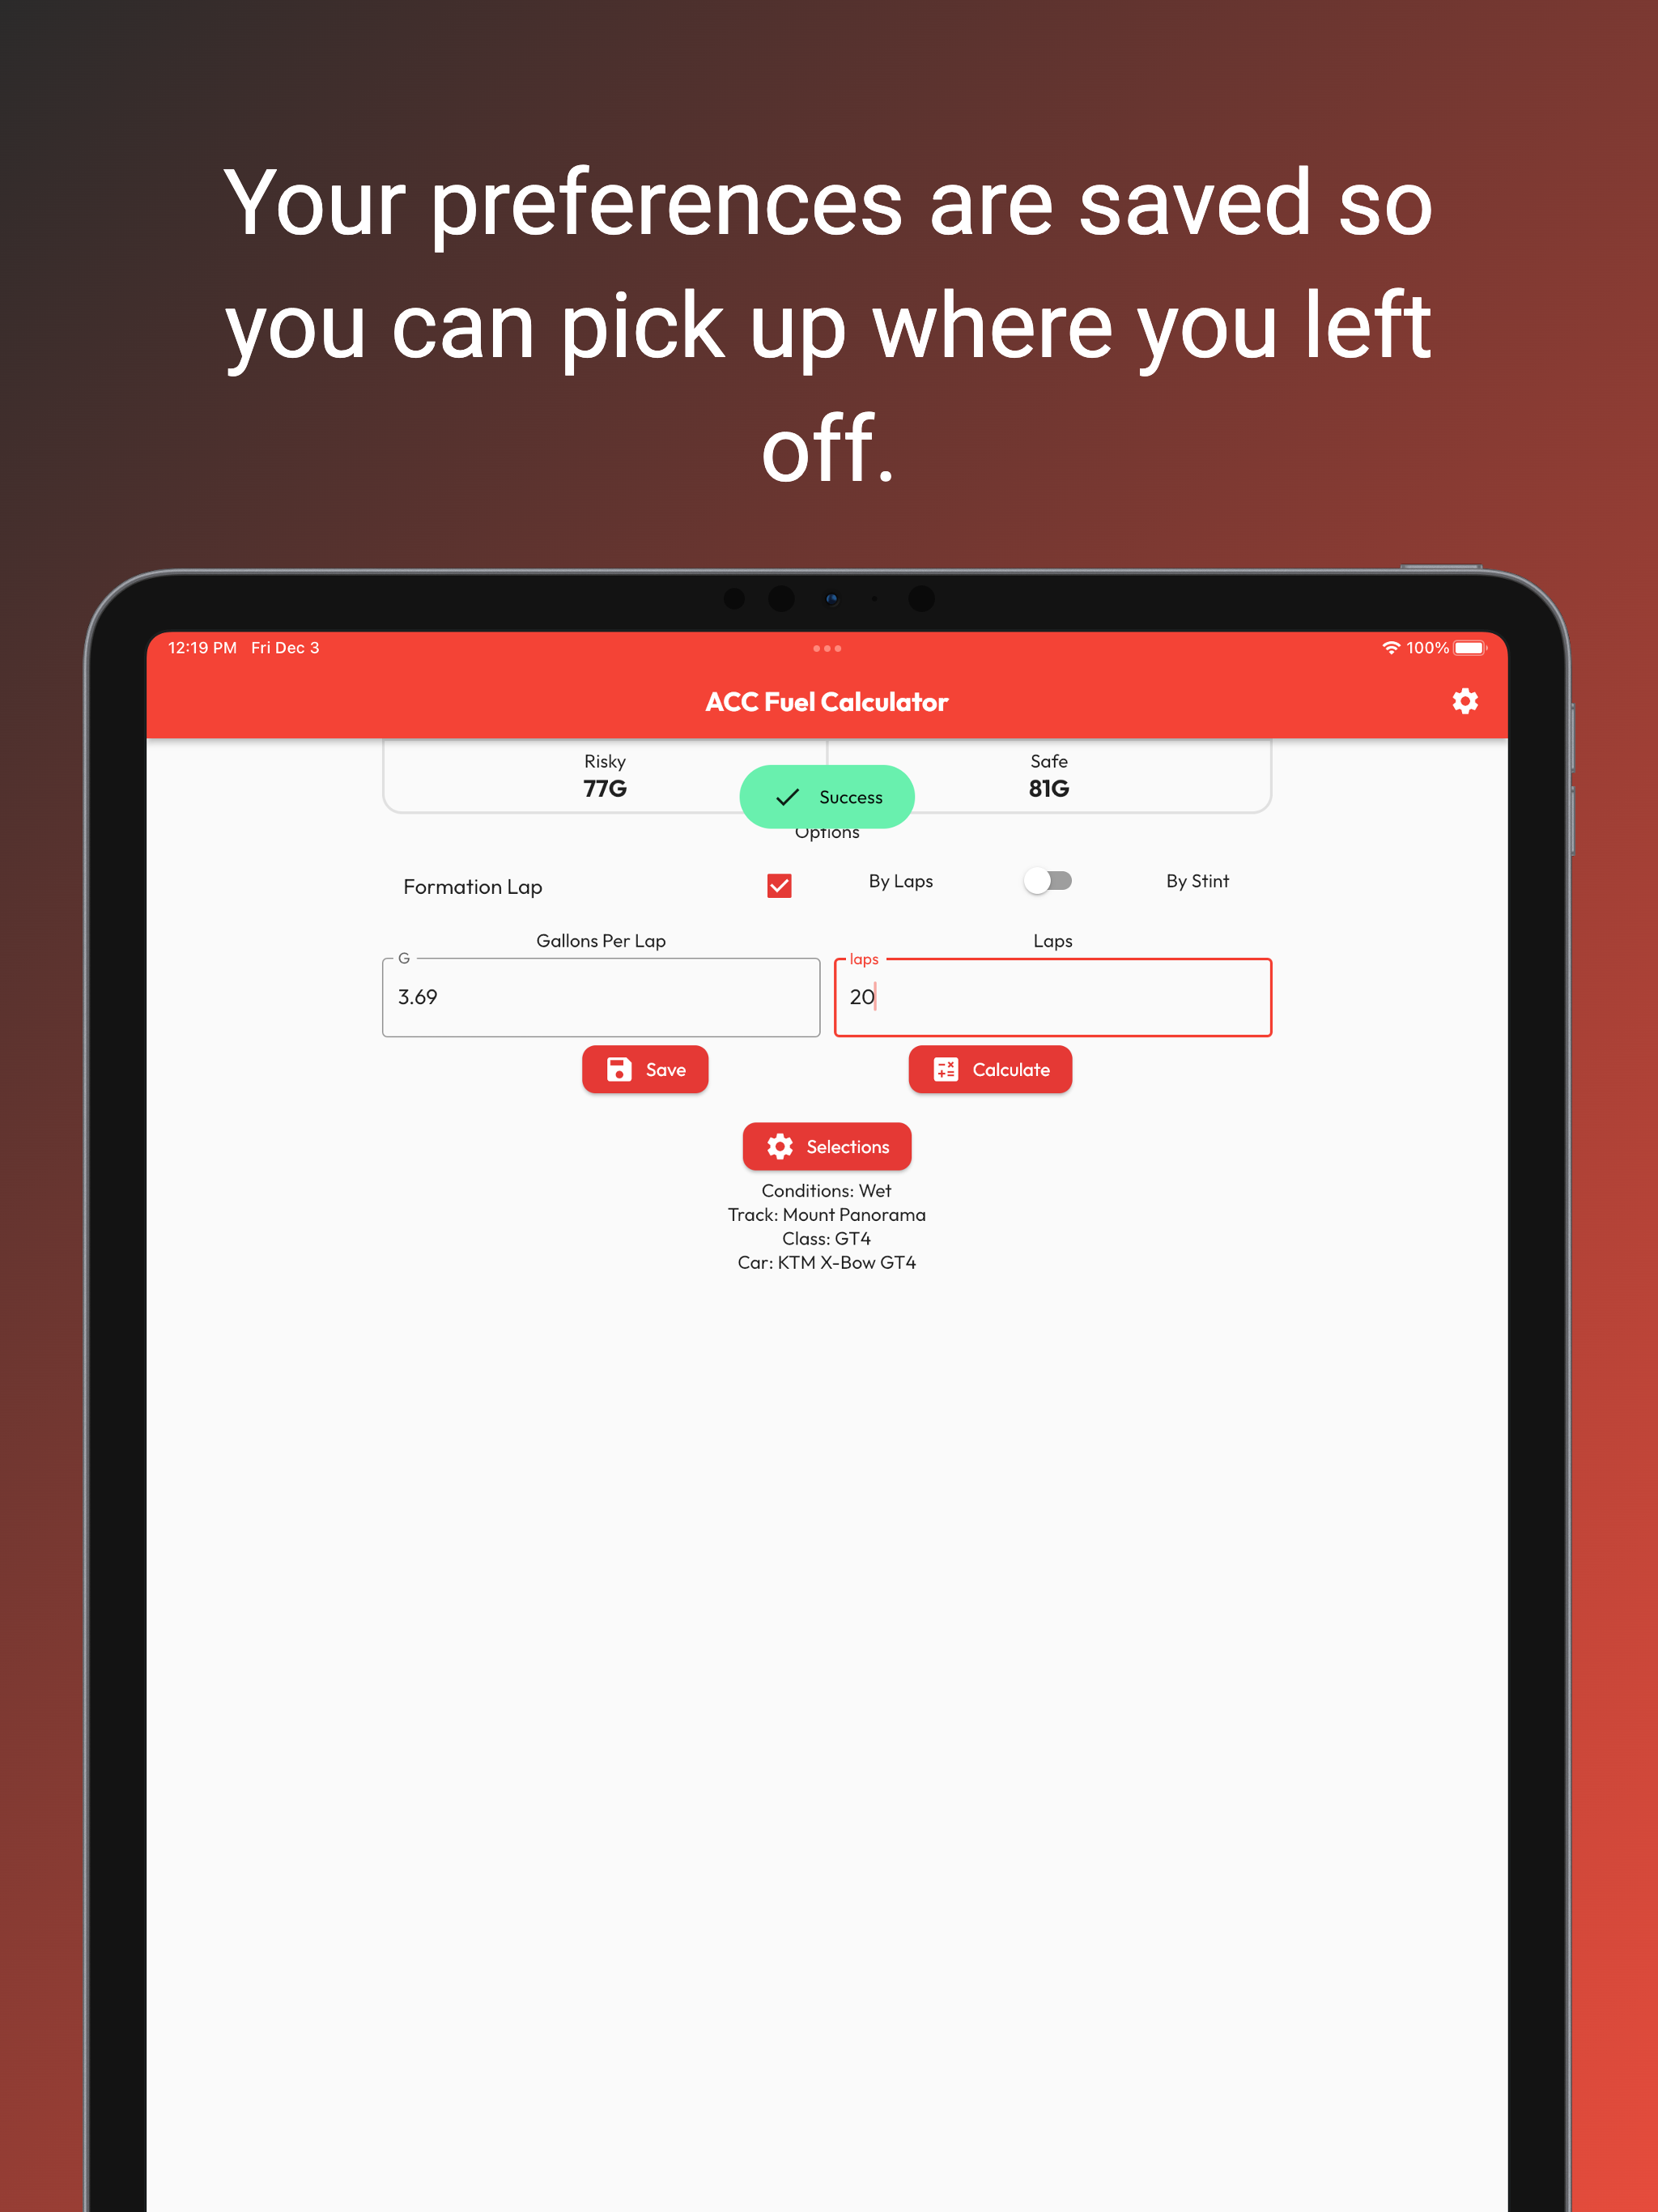 Your preferences are saved so
you can pick up where you left
off.
12:19 PM Fri Dec 3
100%
ACC Fuel Calculator
Risky
77G
Safe
81G
Success
Options
Formation Lap
By Laps
By Stint
Gallons Per Lap
Laps
G
3.69
laps
20
Save
Calculate
Selections
Conditions: Wet
Track: Mount Panorama
Class: GT4
Car: KTM X-Bow GT4